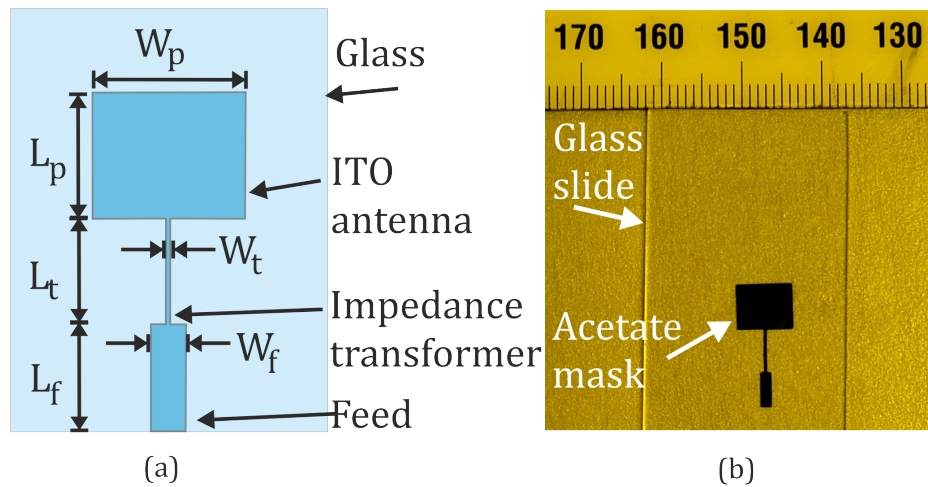 Wp
Glass
Lp
ITO
antenna
Wt
Lt
Impedance
transformer
Wf
Lf
Feed
(a)
170 160 150 140 130
Glass
slide
Acetate
mask
(b)